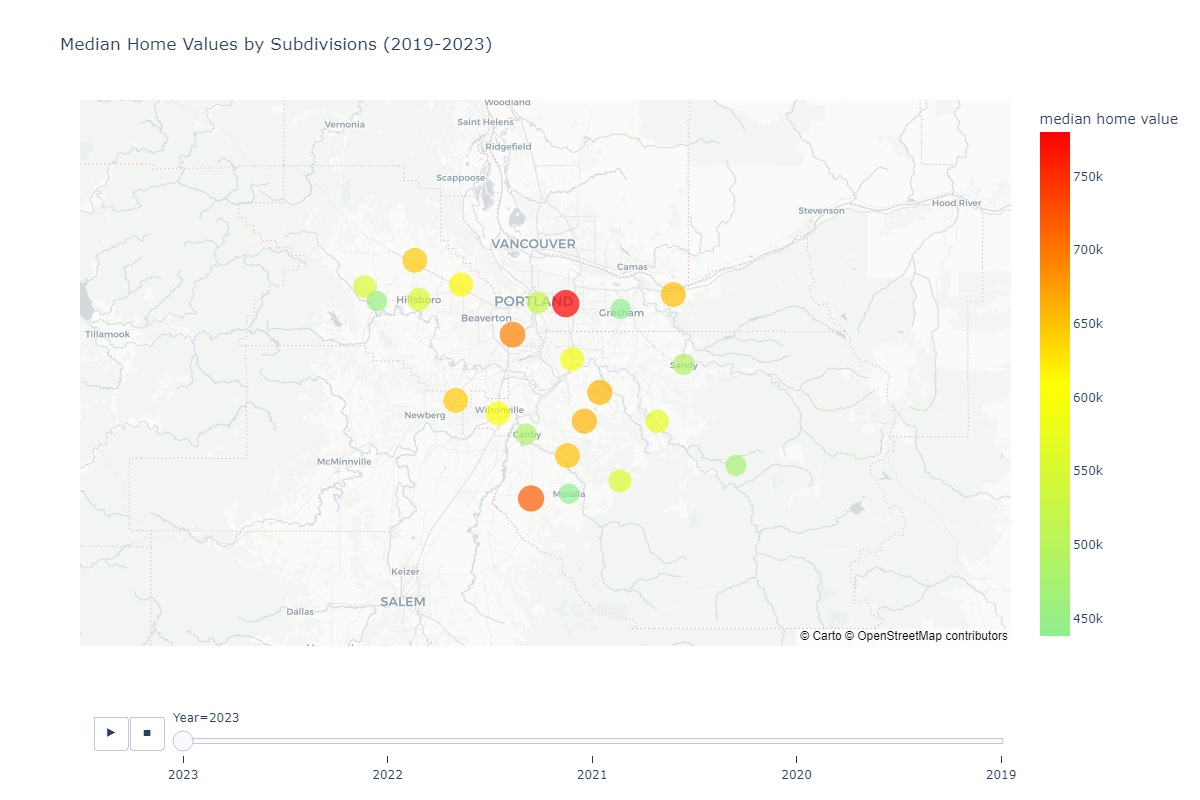 Median Home Values by Subdivisions (2019-2023)
Woodland
Vernonia
Saint Helens
Ridgefield
Scappoose
Hood River
Stevenson
VANCOUVER
Camas
Hillsboro
PORTLAND
Gresham
Beaverton
Tillamook
Sandy
Wilsonville
Newberg
Canby
McMinnville
Molalla
Keizer
SALEM
Dallas
© Carto © OpenStreetMap contributors
median home value
750k
700k
650k
600k
550k
500k
450k
Year=2023
2023 2022 2021 2020 2019